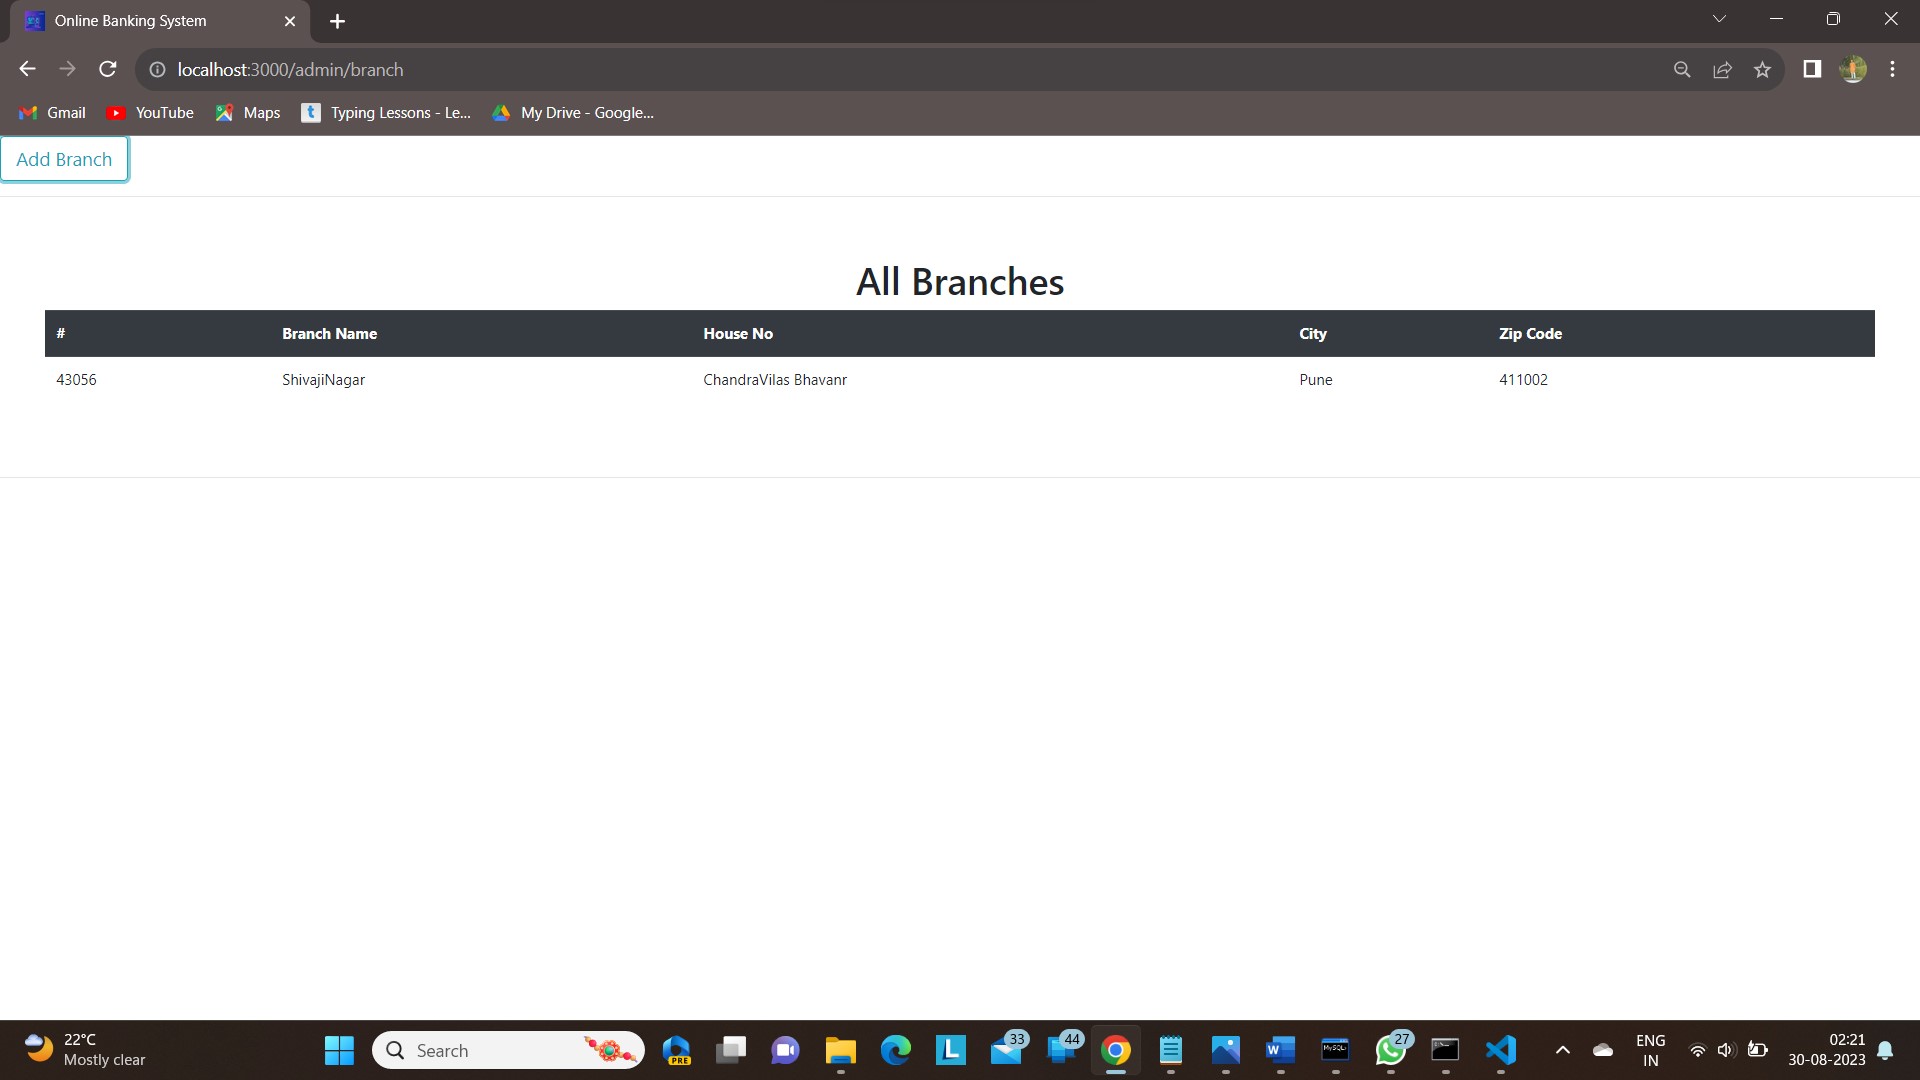 Online Banking System
localhost:3000/admin/branch
Gmail YouTube Maps Typing Lessons - Le... My Drive - Google...
Add Branch
All Branches
# Branch Name House No City Zip Code
43056 ShivajiNagar ChandraVilas Bhavanr Pune 411002
22°C
Mostly clear
Search
PRE
L
33
44
W
MySQL
27
ENG
IN
02:21
30-08-2023